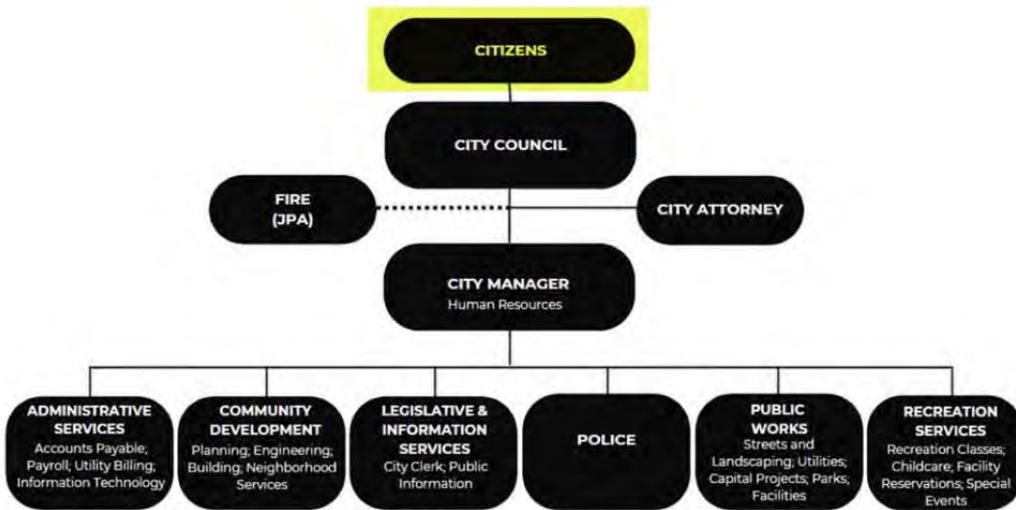 CITIZENS
CITY COUNCIL
FIRE
(JPA)
CITY ATTORNEY
CITY MANAGER
Human Resources
ADMINISTRATIVE
SERVICES
Accounts Payable;
Payroll; Utility Billing;
Information Technology
COMMUNITY
DEVELOPMENT
Planning; Engineering;
Building; Neighborhood
Services
LEGISLATIVE &
INFORMATION
SERVICES
City Clerk; Public
Information
POLICE
PUBLIC
WORKS
Streets and
Landscaping; Utilities;
Capital Projects; Parks;
Facilities
RECREATION
SERVICES
Recreation Classes;
Childcare; Facility
Reservations; Special
Events